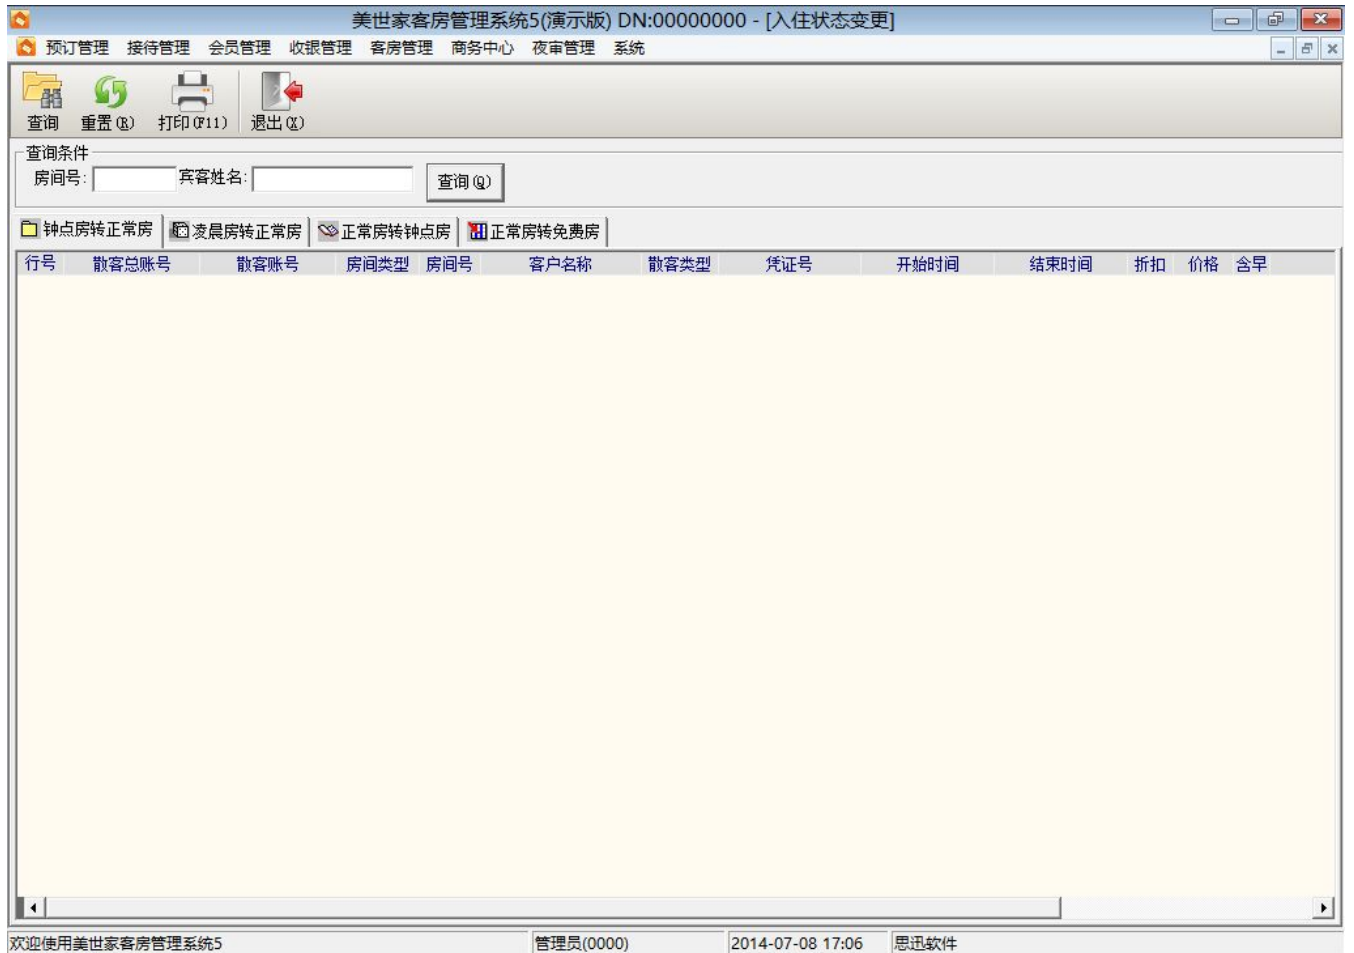 美世家客房管理系统5(演示版) DN:00000000 - [入住状态变更]
预订管理 接待管理 会员管理 收银管理 客房管理 商务中心 夜审管理 系统
查询 重置(R) 打印(F11) 退出(X)
查询条件
房间号: 宾客姓名: 查询(Q)
钟点房转正常房 凌晨房转正常房 正常房转钟点房 正常房转免费房
行号 散客总账号 散客账号 房间类型 房间号 客户名称 散客类型 凭证号 开始时间 结束时间 折扣 价格 含早
欢迎使用美世家客房管理系统5 管理员(0000) 2014-07-08 17:06 思迅软件